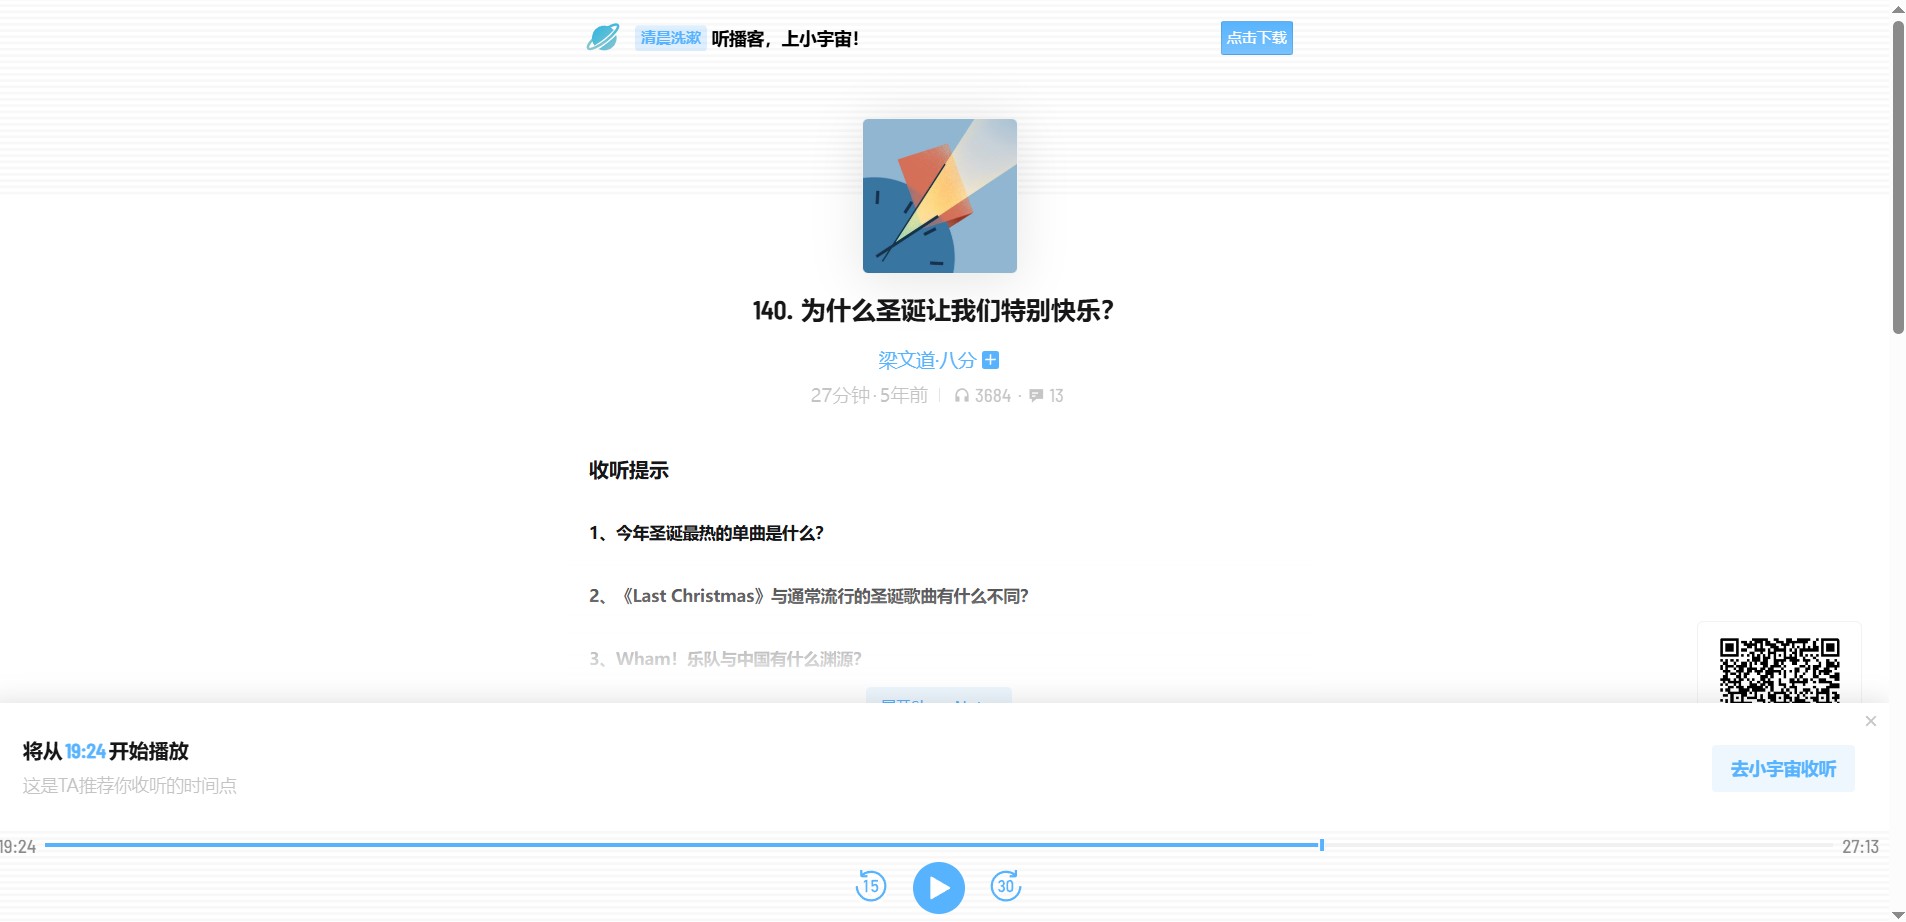 清晨洗漱 听播客，上小宇宙！
点击下载
140. 为什么圣诞让我们特别快乐？
梁文道·八分
27分钟·5年前 3684 · 13
收听提示
1、今年圣诞最热的单曲是什么？
2、《Last Christmas》与通常流行的圣诞歌曲有什么不同？
3、Wham！乐队与中国有什么渊源？
将从19:24开始播放
这是TA推荐你收听的时间点
去小宇宙收听
19:24
27:13
15
30